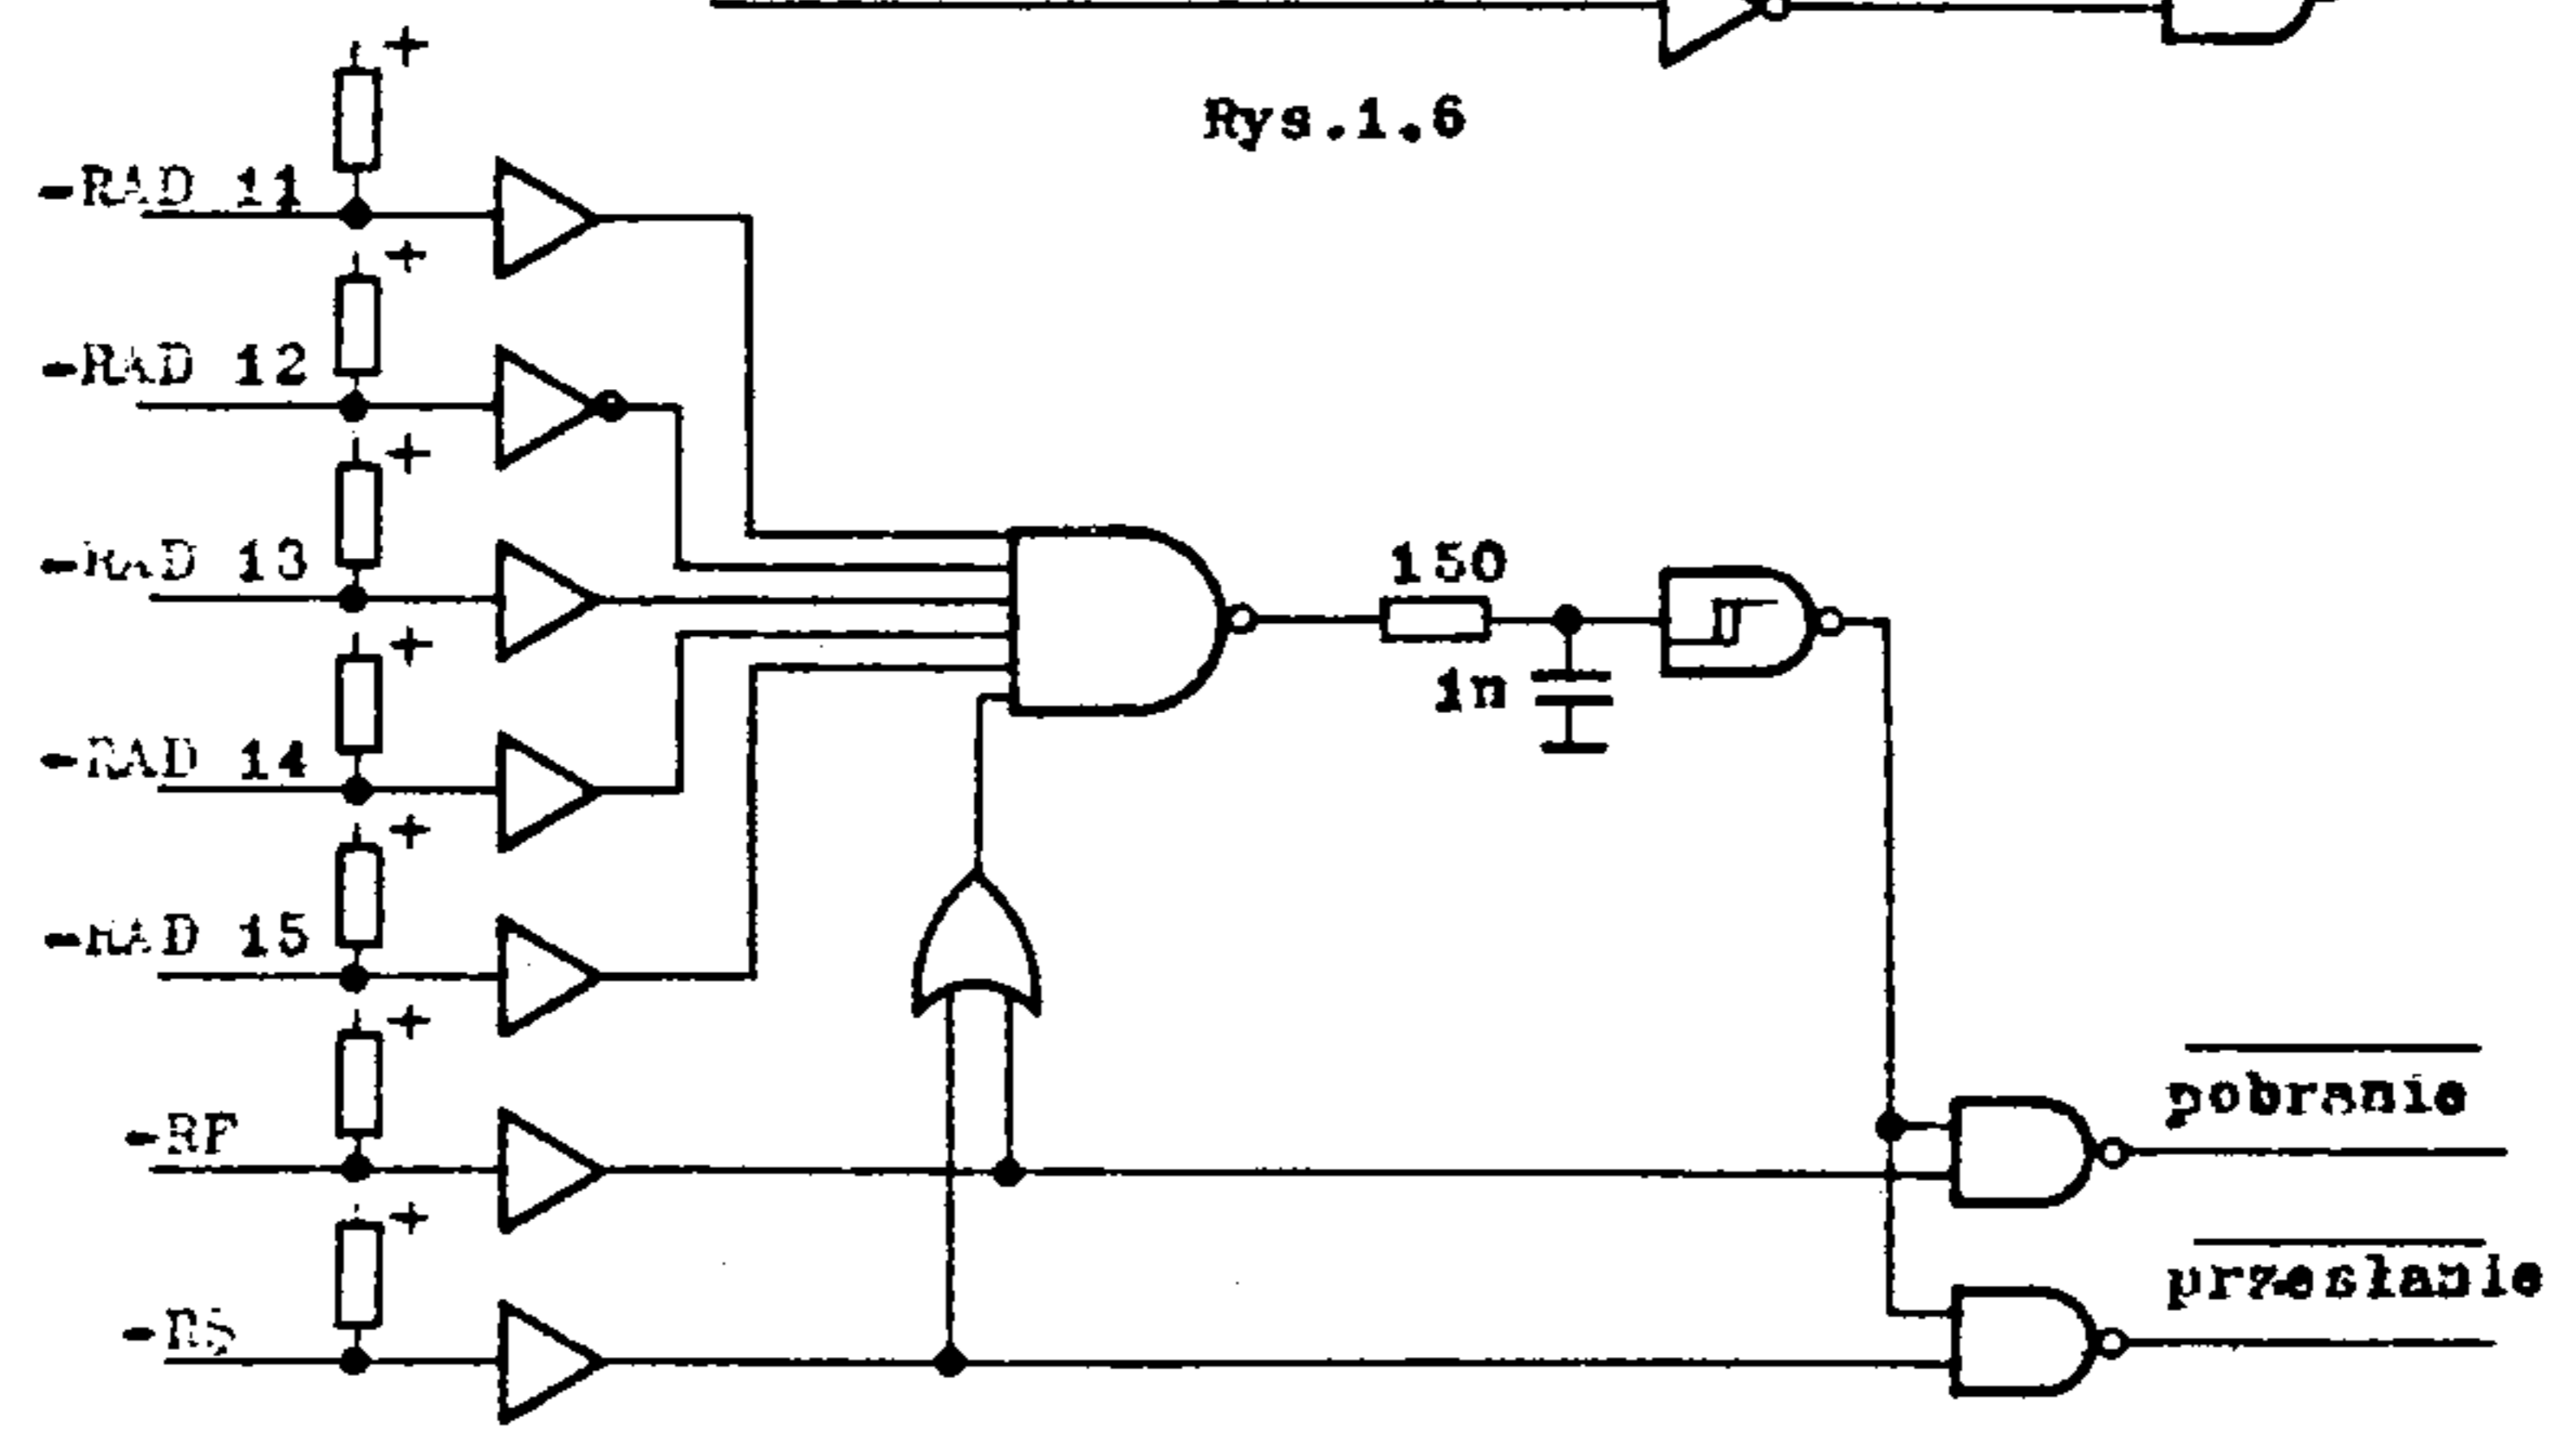 Rys.1.6
+
-RAD 11
+
-RAD 12
+
-RAD 13
+
-RAD 14
+
-RAD 15
+
-RF
+
-RS
150
1n
pobranie
przesłanie